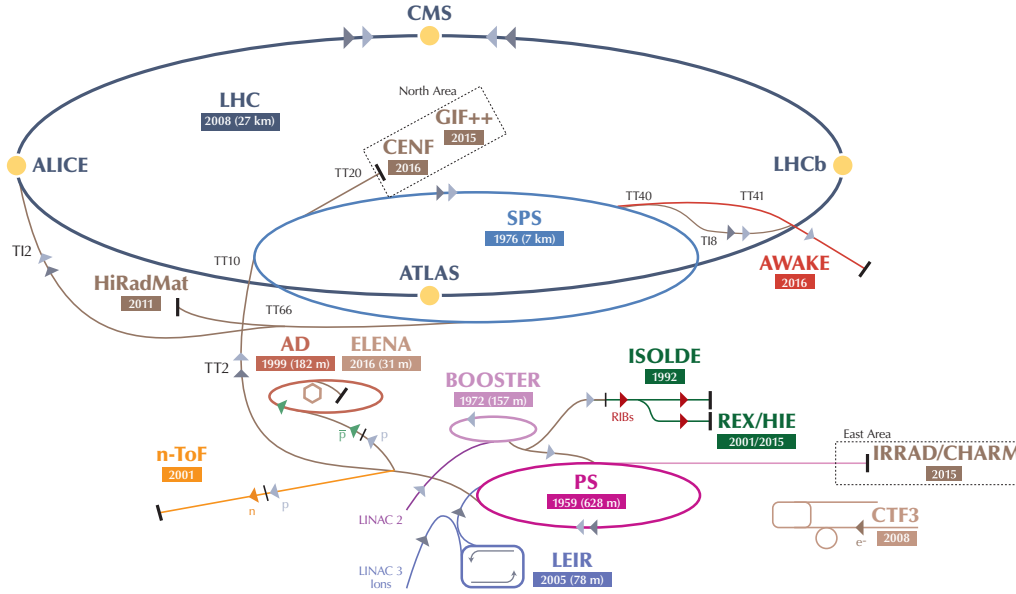 CMS
LHC
2008 (27 km)
North Area
GIF++
2015
CENF
2016
TT20
ALICE
LHCb
TT40
TT41
SPS
1976 (7 km)
TI8
TI2
TT10
AWAKE
2016
ATLAS
HiRadMat
2011
TT66
AD
1999 (182 m)
ELENA
2016 (31 m)
TT2
ISOLDE
1992
BOOSTER
1972 (157 m)
RIBs
REX/HIE
2001/2015
p̅
p
East Area
IRRAD/CHARM
2015
n-ToF
2001
n
p
PS
1959 (628 m)
LINAC 2
CTF3
2008
e-
LINAC 3
Ions
LEIR
2005 (78 m)